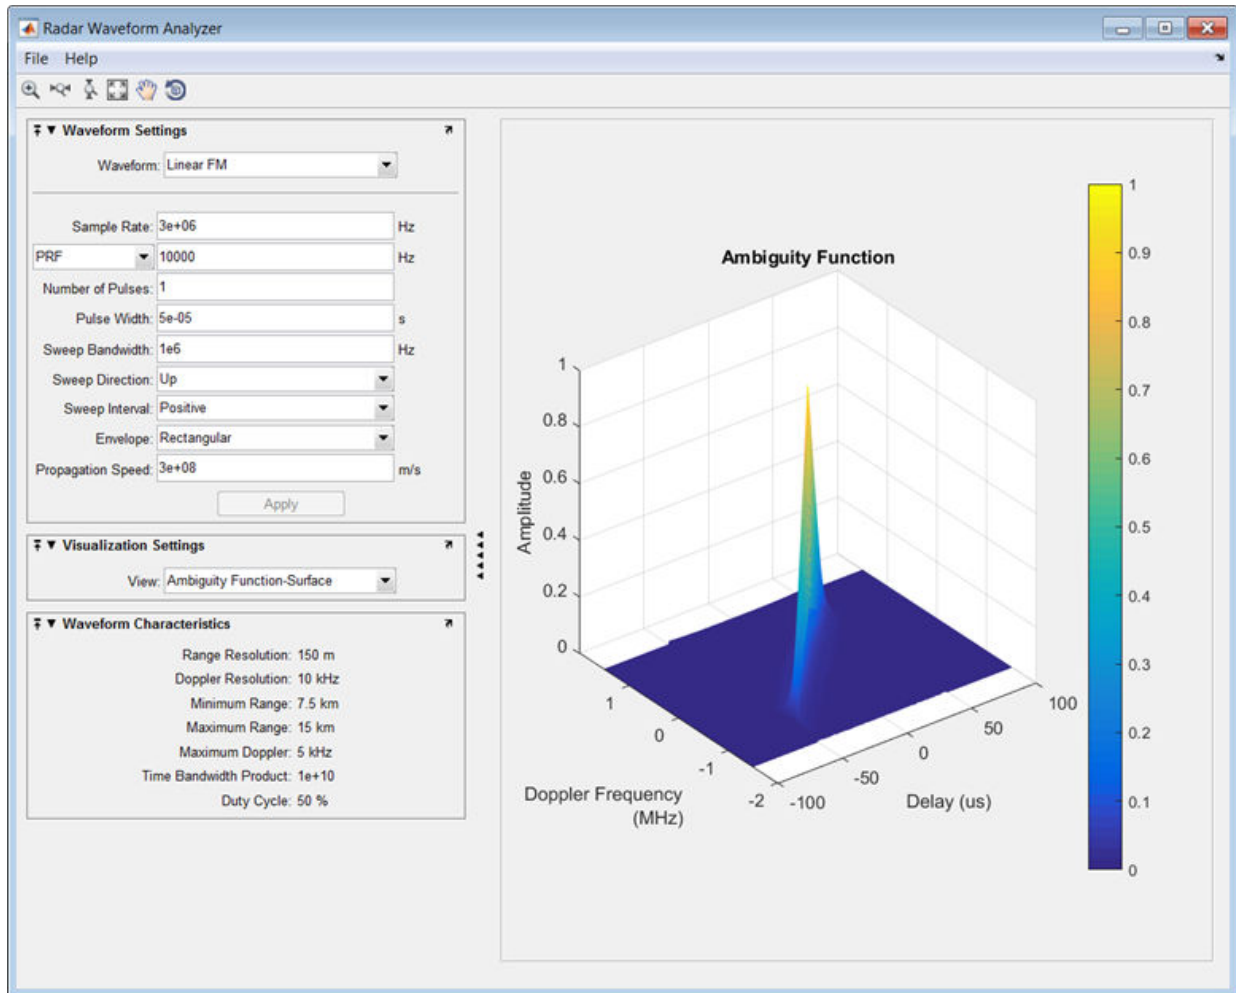 Radar Waveform Analyzer
File Help
Waveform Settings
Waveform: Linear FM
Sample Rate: 3e+06 Hz
PRF 10000 Hz
Number of Pulses: 1
Pulse Width: 5e-05 s
Sweep Bandwidth: 1e6 Hz
Sweep Direction: Up
Sweep Interval: Positive
Envelope: Rectangular
Propagation Speed: 3e+08 m/s
Apply
Visualization Settings
View: Ambiguity Function-Surface
Waveform Characteristics
Range Resolution: 150 m
Doppler Resolution: 10 kHz
Minimum Range: 7.5 km
Maximum Range: 15 km
Maximum Doppler: 5 kHz
Time Bandwidth Product: 1e+10
Duty Cycle: 50 %
Ambiguity Function
Amplitude
1
0.8
0.6
0.4
0.2
0
1
0
-1
-2
Doppler Frequency
(MHz)
-100
-50
0
50
100
Delay (us)
1
0.9
0.8
0.7
0.6
0.5
0.4
0.3
0.2
0.1
0